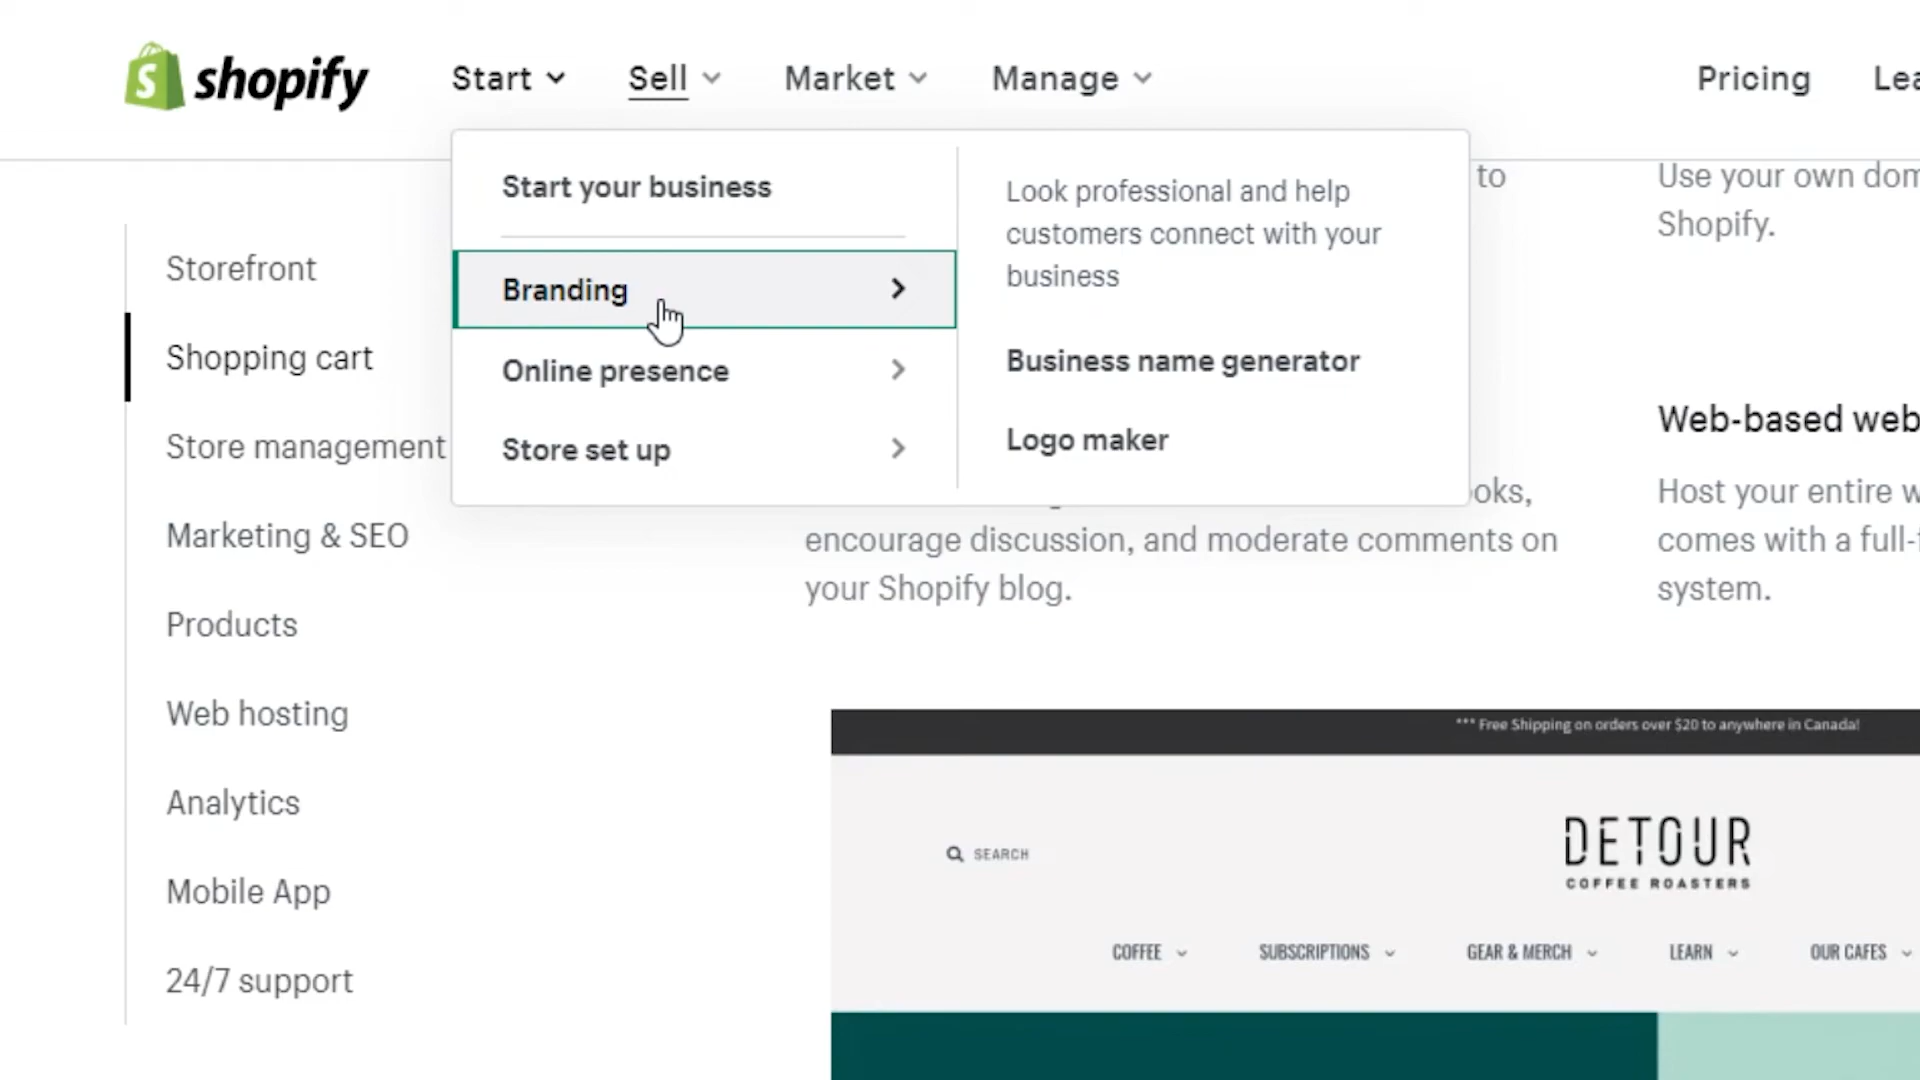 shopify
Start
Sell
Market
Manage
Pricing
Start your business
Branding
Online presence
Store set up
Look professional and help
customers connect with your
business
Business name generator
Logo maker
Storefront
Shopping cart
Store management
Marketing & SEO
Products
Web hosting
Analytics
Mobile App
24/7 support
to
encourage discussion, and moderate comments on
your Shopify blog.
Use your own
Shopify.
Web-based
Host your entire
comes with a
system.
*** Free Shipping on orders over $20 to anywhere in Canada!
SEARCH
DETOUR
COFFEE ROASTERS
COFFEE
SUBSCRIPTIONS
GEAR & MERCH
LEARN
OUR CAFES